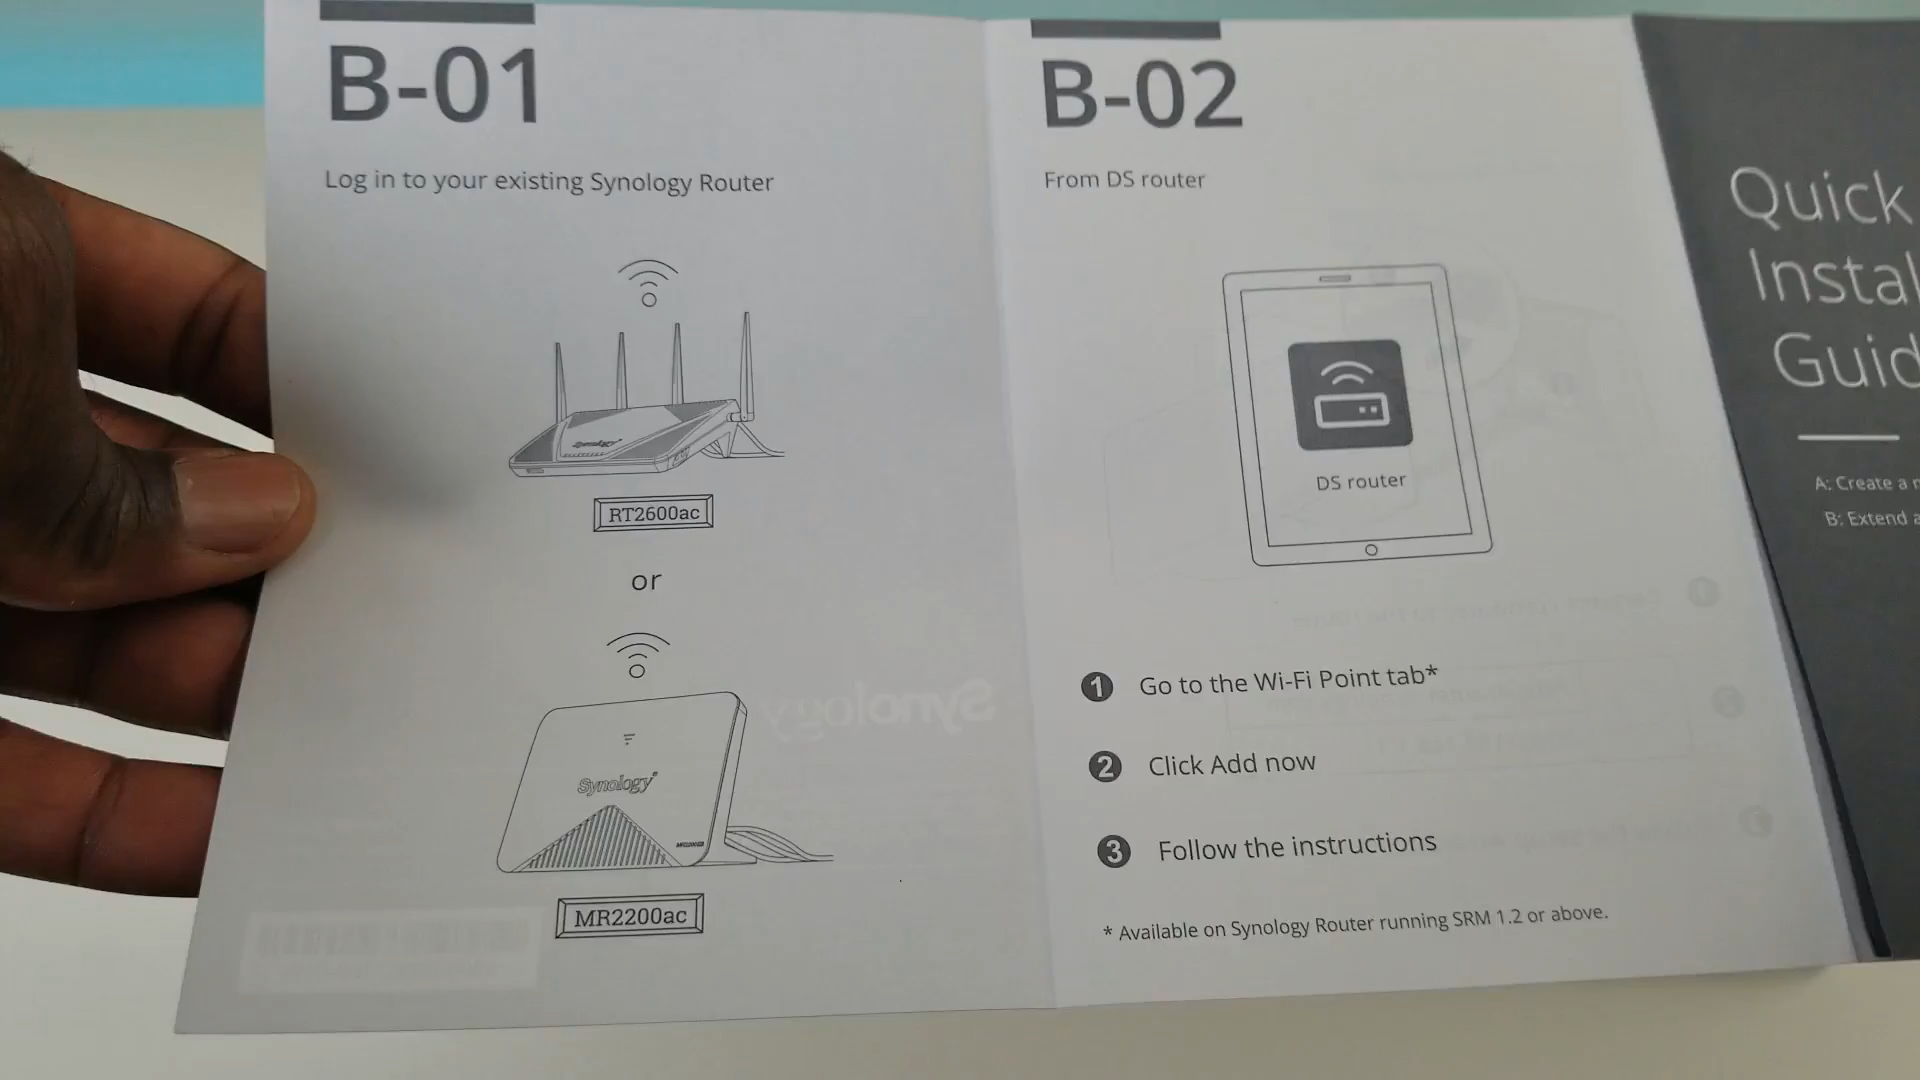 B-01
Log in to your existing Synology Router
Synology
RT2600ac
or
Synology
MR2200ac
B-02
From DS router
DS router
1 Go to the Wi-Fi Point tab*
2 Click Add now
3 Follow the instructions
* Available on Synology Router running SRM 1.2 or above.
Quick
Instal
Guid
A: Create a
B: Extend